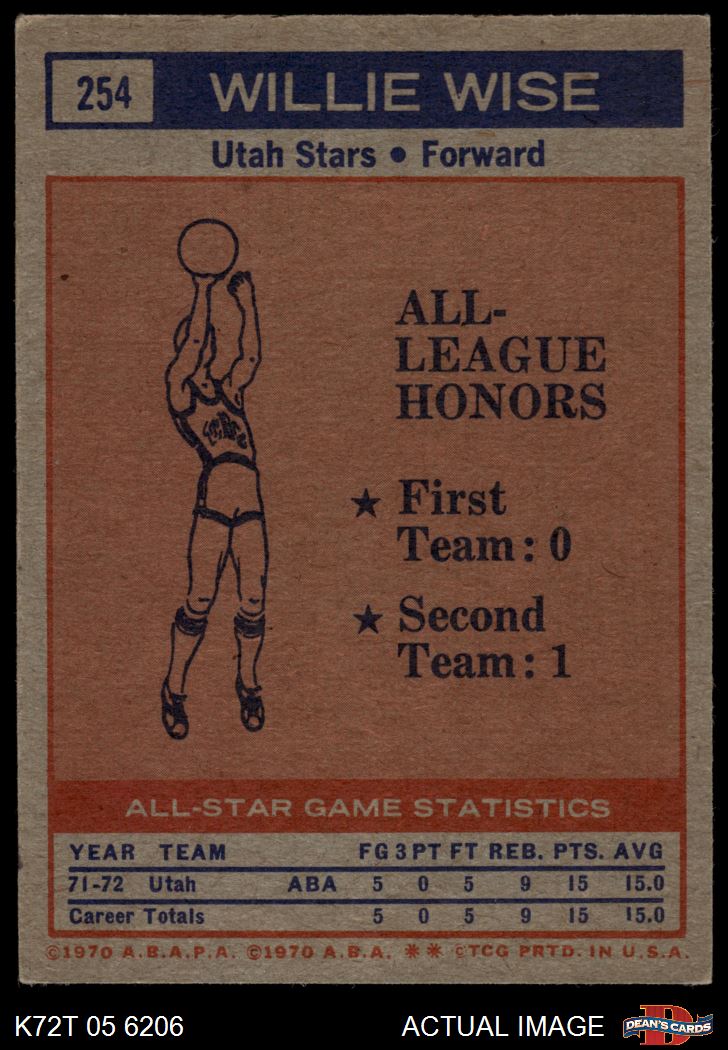 254
WILLIE WISE
Utah Stars • Forward
ALL-
LEAGUE
HONORS
★ First
Team: 0
★ Second
Team: 1
ALL-STAR GAME STATISTICS
YEAR TEAM FG 3PT FT REB. PTS. AVG
71-72 Utah ABA 5 0 5 9 15 15.0
Career Totals 5 0 5 9 15 15.0
©1970 A.B.A.P.A. ©1970 A.B.A. ** ©TCG PRTD. IN U.S.A.
K72T 05 6206 ACTUAL IMAGE
D
DEAN'S CARDS